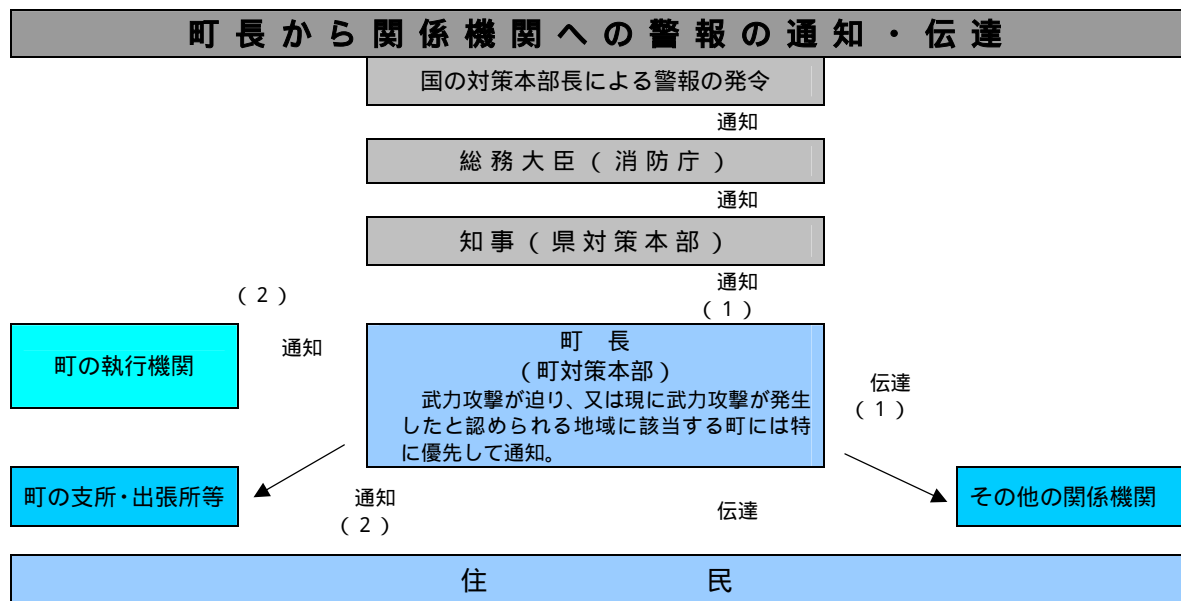 町長から関係機関への警報の通知・伝達
国の対策本部長による警報の発令
通知
総務大臣（消防庁）
通知
知事（県対策本部）
通知
（2）
（1）
町の執行機関
通知
町　長
（町対策本部）
武力攻撃が迫り、又は現に武力攻撃が発生
したと認められる地域に該当する町には特
に優先して通知。
伝達
（1）
町の支所・出張所等
通知
（2）
伝達
その他の関係機関
住　民